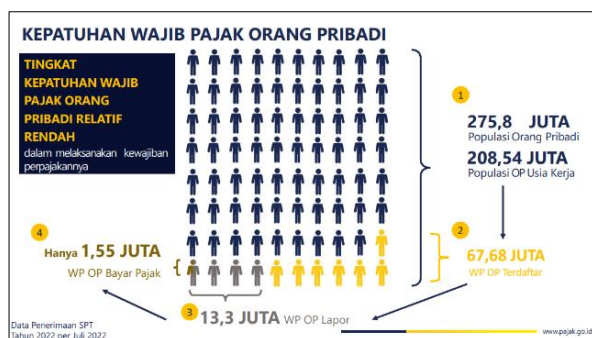 KEPATUHAN WAJIB PAJAK ORANG PRIBADI
TINGKAT
KEPATUHAN WAJIB
PAJAK ORANG
PRIBADI RELATIF
RENDAH
dalam melaksanakan kewajiban
perpajakannya
1
275,8 JUTA
Populasi Orang Pribadi
208,54 JUTA
Populasi OP Usia Kerja
2
67,68 JUTA
WP OP Terdaftar
3
13,3 JUTA WP OP Lapor
4
Hanya 1,55 JUTA
WP OP Bayar Pajak
Data Penerimaan SPT
Tahun 2022 per Juli 2022
www.pajak.go.id